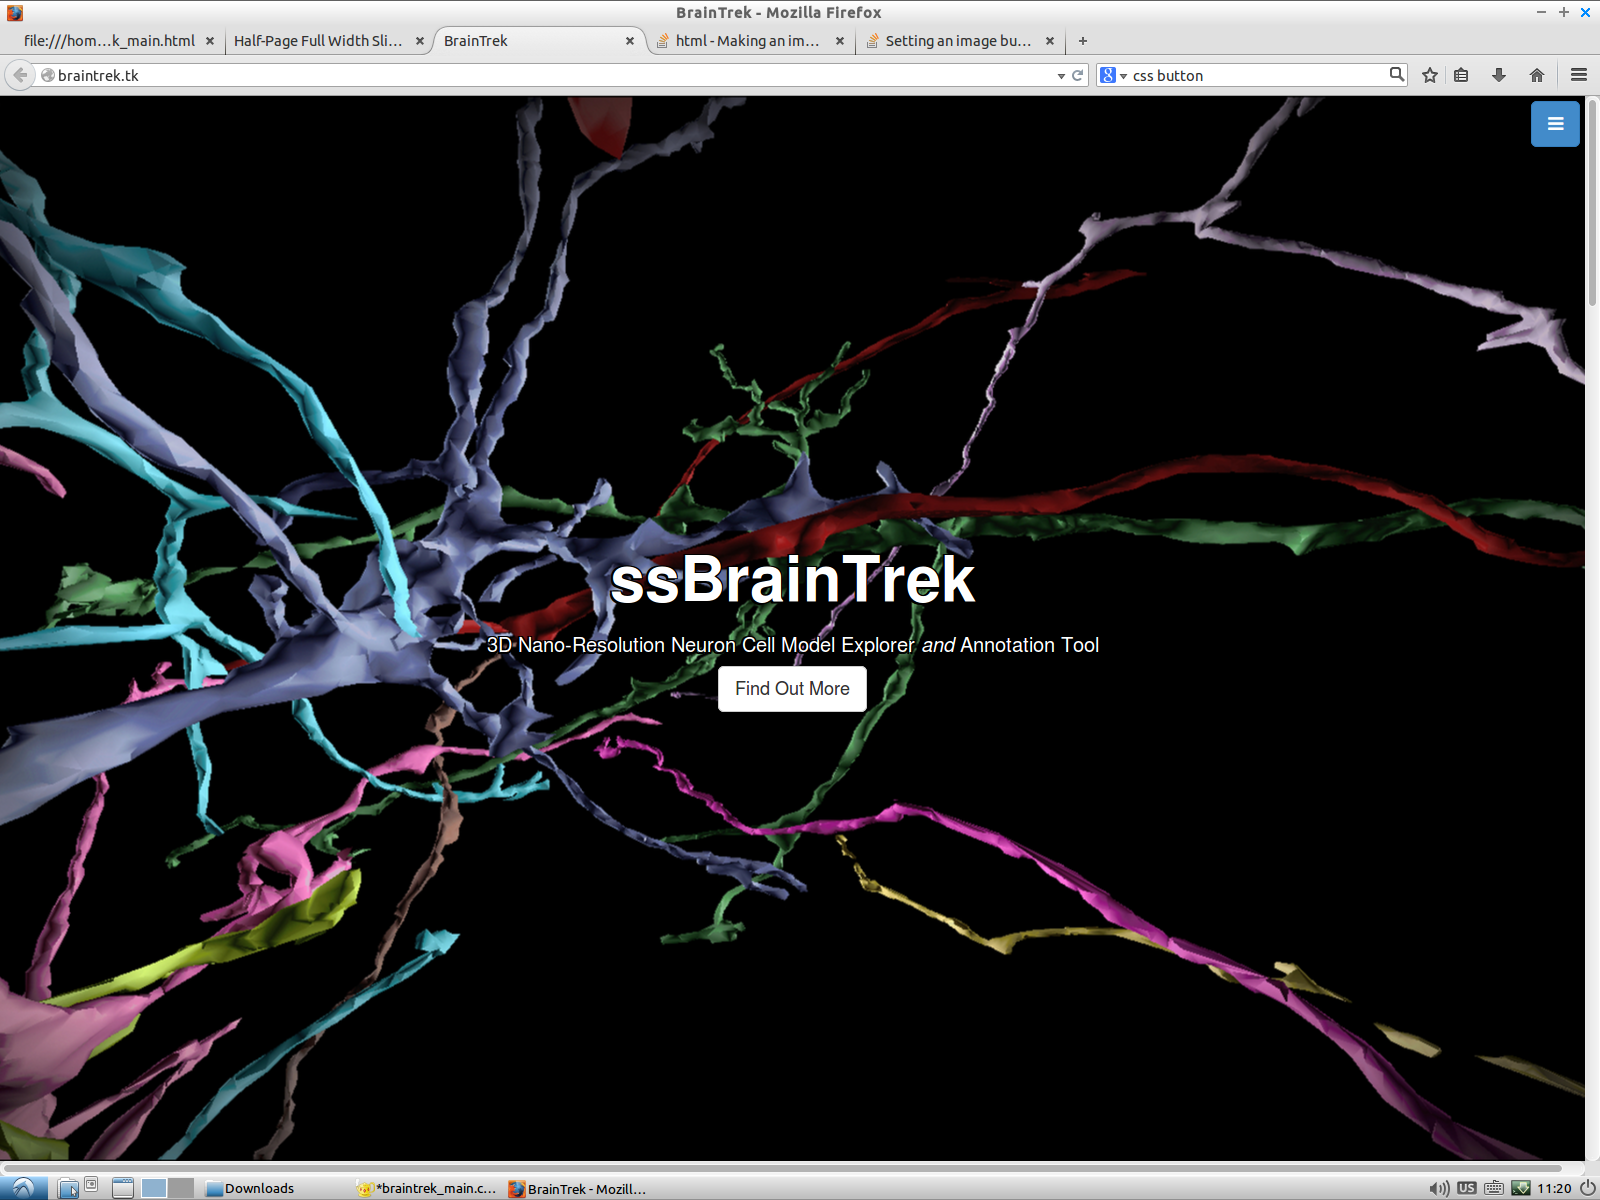 BrainTrek - Mozilla Firefox
file:///hom...k_main.html
Half-Page Full Width Sli...
BrainTrek
html - Making an im...
Setting an image bu...
braintrek.tk
css button
ssBrainTrek
3D Nano-Resolution Neuron Cell Model Explorer and Annotation Tool
Find Out More
Downloads
*braintrek_main.c...
BrainTrek - Mozill...
US
11:20